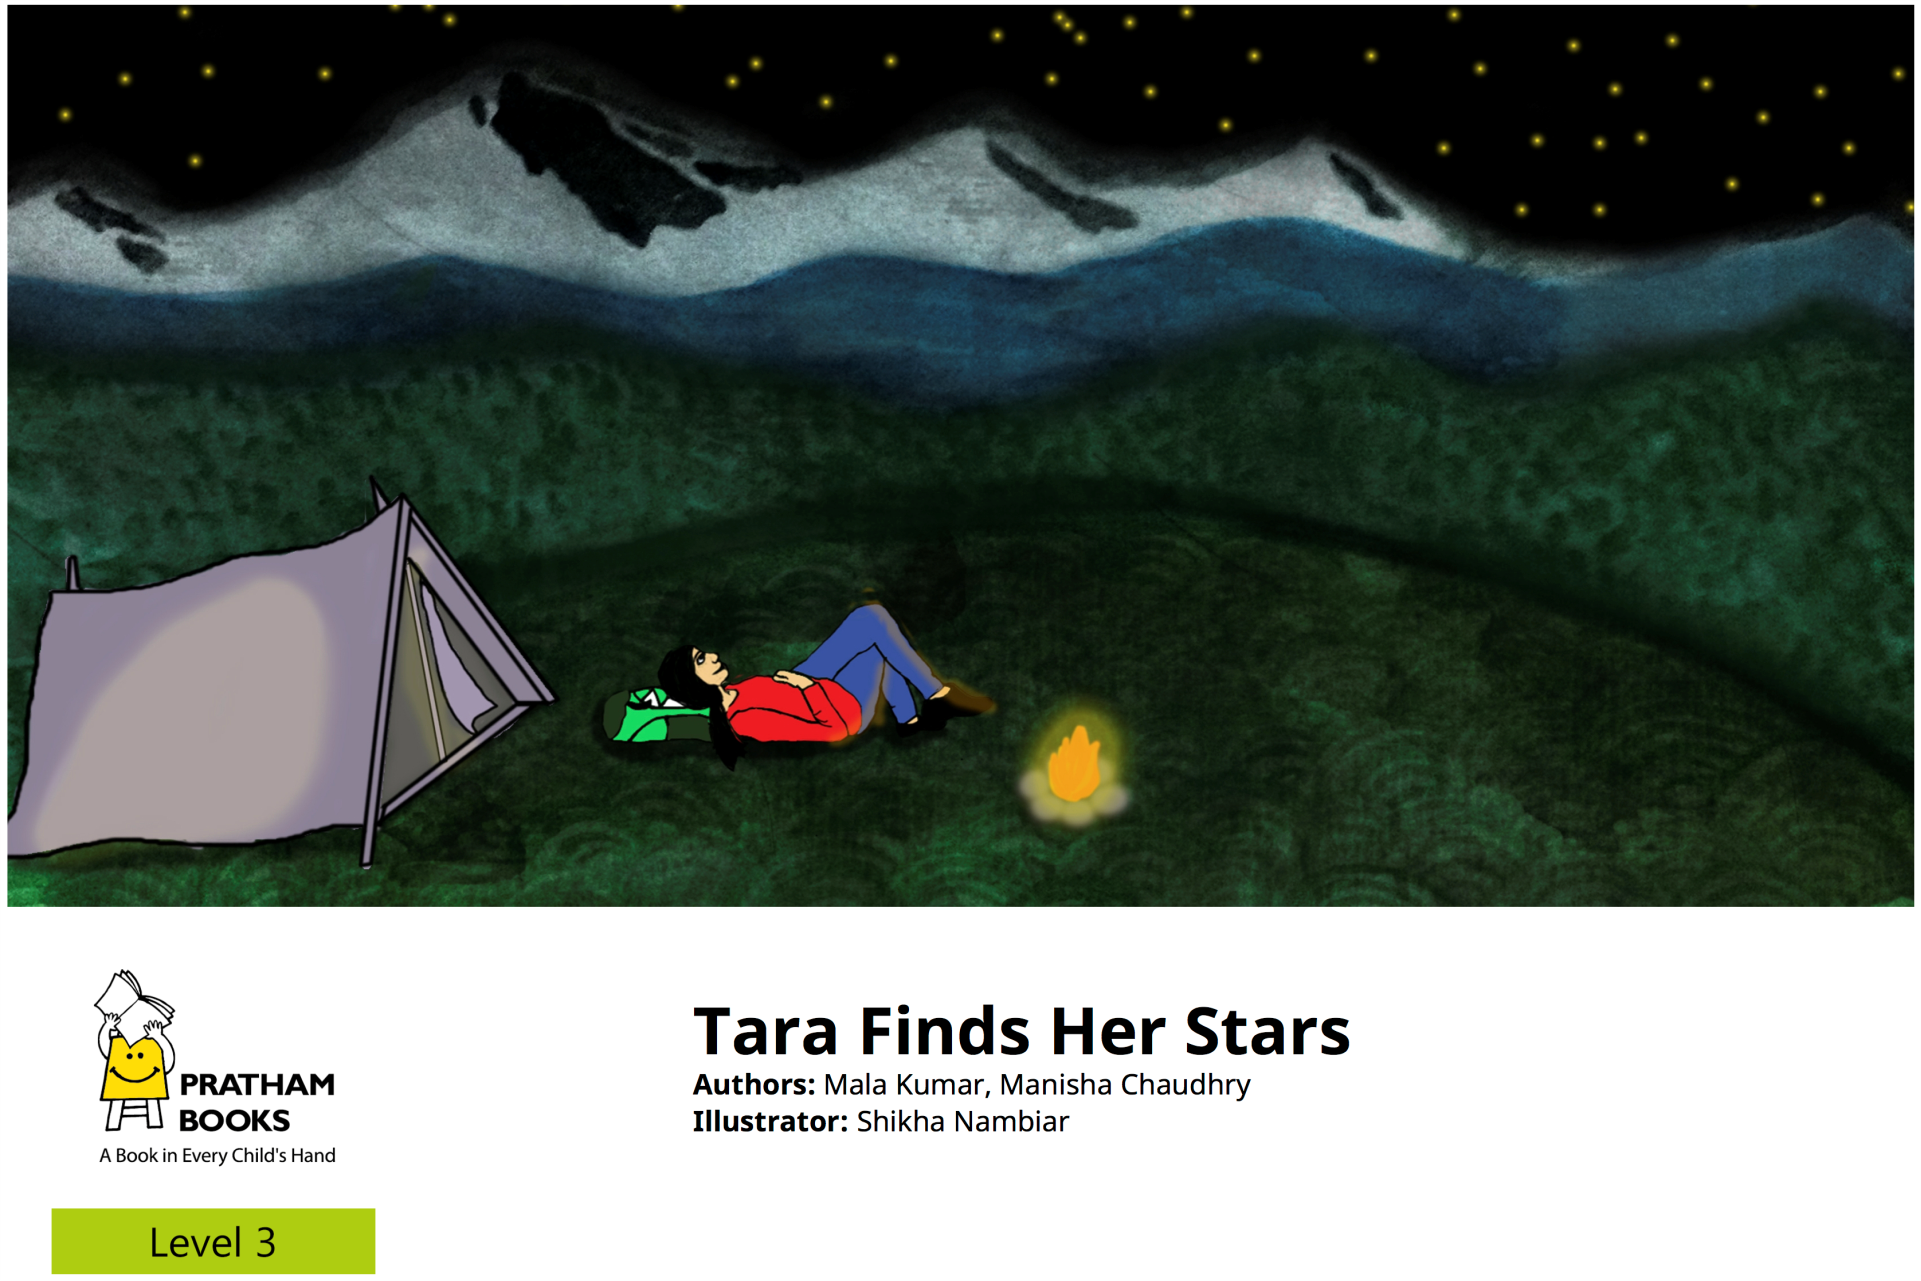 Tara Finds Her Stars
Authors: Mala Kumar, Manisha Chaudhry
Illustrator: Shikha Nambiar
PRATHAM
BOOKS
A Book in Every Child's Hand
Level 3